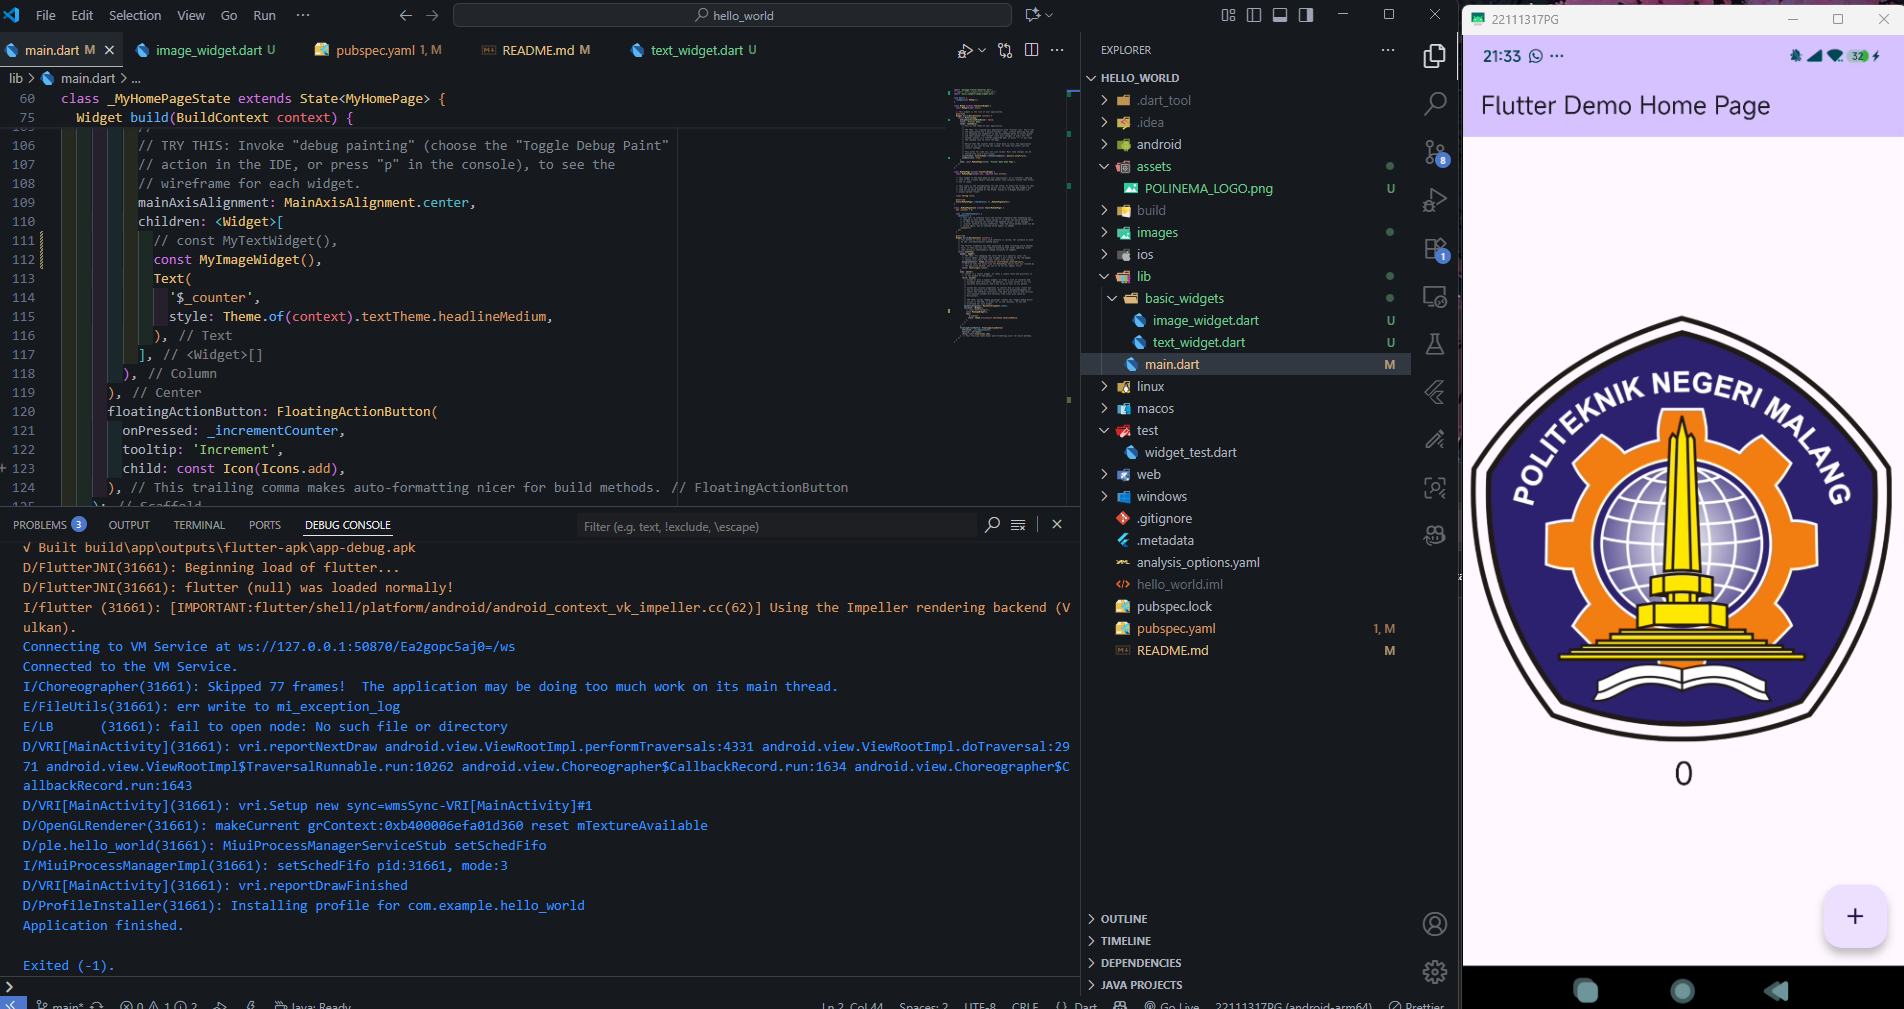 File Edit Selection View Go Run ··· hello_world
main.dart M image_widget.dart U pubspec.yaml 1, M README.md M text_widget.dart U
lib > main.dart > ...
60 class _MyHomePageState extends State<MyHomePage> {
75 Widget build(BuildContext context) {
106 // TRY THIS: Invoke "debug painting" (choose the "Toggle Debug Paint"
107 // action in the IDE, or press "p" in the console), to see the
108 // wireframe for each widget.
109 mainAxisAlignment: MainAxisAlignment.center,
110 children: <Widget>[
111 // const MyTextWidget(),
112 const MyImageWidget(),
113 Text(
114 '$_counter',
115 style: Theme.of(context).textTheme.headlineMedium,
116 ), // Text
117 ], // <Widget>[]
118 ), // Column
119 ), // Center
120 floatingActionButton: FloatingActionButton(
121 onPressed: _incrementCounter,
122 tooltip: 'Increment',
123 child: const Icon(Icons.add),
124 ), // This trailing comma makes auto-formatting nicer for build methods. // FloatingActionButton
125 ); // Scaffold
PROBLEMS 3 OUTPUT TERMINAL PORTS DEBUG CONSOLE Filter (e.g. text, !exclude, \escape)
√ Built build\app\outputs\flutter-apk\app-debug.apk
D/FlutterJNI(31661): Beginning load of flutter...
D/FlutterJNI(31661): flutter (null) was loaded normally!
I/flutter (31661): [IMPORTANT:flutter/shell/platform/android/android_context_vk_impeller.cc(62)] Using the Impeller rendering backend (V
ulkan).
Connecting to VM Service at ws://127.0.0.1:50870/Ea2gopc5aj0=/ws
Connected to the VM Service.
I/Choreographer(31661): Skipped 77 frames!  The application may be doing too much work on its main thread.
E/FileUtils(31661): err write to mi_exception_log
E/LB      (31661): fail to open node: No such file or directory
D/VRI[MainActivity](31661): vri.reportNextDraw android.view.ViewRootImpl.performTraversals:4331 android.view.ViewRootImpl.doTraversal:29
71 android.view.ViewRootImpl$TraversalRunnable.run:10262 android.view.Choreographer$CallbackRecord.run:1634 android.view.Choreographer$C
allbackRecord.run:1643
D/VRI[MainActivity](31661): vri.Setup new sync=wmsSync-VRI[MainActivity]#1
D/OpenGLRenderer(31661): makeCurrent grContext:0xb400006efa01d360 reset mTextureAvailable
D/ple.hello_world(31661): MiuiProcessManagerServiceStub setSchedFifo
I/MiuiProcessManagerImpl(31661): setSchedFifo pid:31661, mode:3
D/VRI[MainActivity](31661): vri.reportDrawFinished
D/ProfileInstaller(31661): Installing profile for com.example.hello_world
Application finished.
Exited (-1).
main* 0 1 2 Java: Ready Ln 2, Col 44 Spaces: 2 UTF-8 CRLF {} Dart Go Live 22111317PG (android-arm64) Prettier
EXPLORER ···
HELLO_WORLD
.dart_tool
.idea
android
assets
POLINEMA_LOGO.png U
build
images
ios
lib
basic_widgets
image_widget.dart U
text_widget.dart U
main.dart M
linux
macos
test
widget_test.dart
web
windows
.gitignore
.metadata
analysis_options.yaml
hello_world.iml
pubspec.lock
pubspec.yaml 1, M
README.md M
OUTLINE
TIMELINE
DEPENDENCIES
JAVA PROJECTS
8
1
22111317PG
21:33 ··· 32
Flutter Demo Home Page
POLITEKNIK NEGERI MALANG
0
+